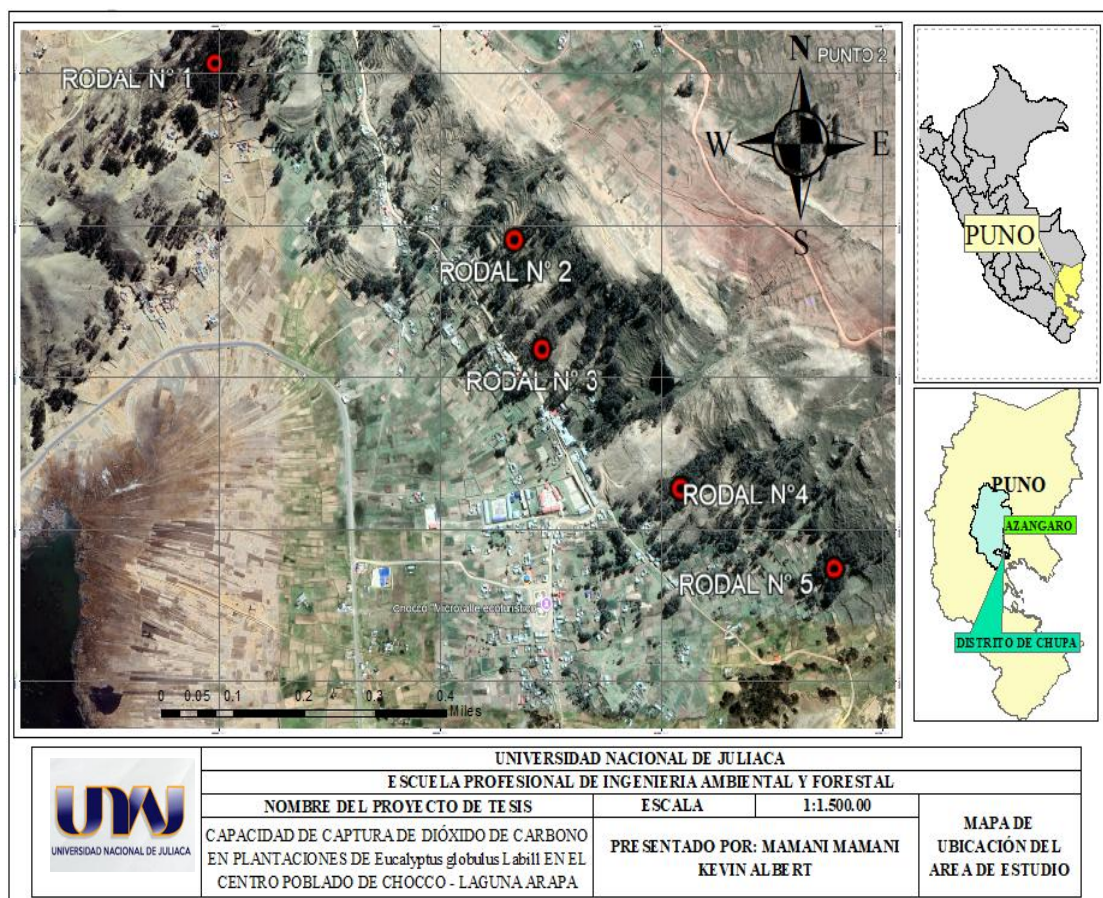 N
PUNTO 2
RODAL N° 1
W
E
S
RODAL N° 2
RODAL N° 3
RODAL N°4
RODAL N° 5
Chocco "Microvalle ecoturistico"
0 0.05 0.1 0.2 0.3 0.4
Miles
PUNO
PUNO
AZANGARO
DISTRITO DE CHUPA
UNAJ
UNIVERSIDAD NACIONAL DE JULIACA
UNIVERSIDAD NACIONAL DE JULIACA
ESCUELA PROFESIONAL DE INGENIERIA AMBIENTAL Y FORESTAL
NOMBRE DEL PROYECTO DE TESIS
ESCALA
1:1.500.00
CAPACIDAD DE CAPTURA DE DIÓXIDO DE CARBONO
EN PLANTACIONES DE Eucalyptus globulus Labill EN EL
CENTRO POBLADO DE CHOCCO - LAGUNA ARAPA
PRESENTADO POR: MAMANI MAMANI
KEVIN ALBERT
MAPA DE
UBICACIÓN DEL
AREA DE ESTUDIO